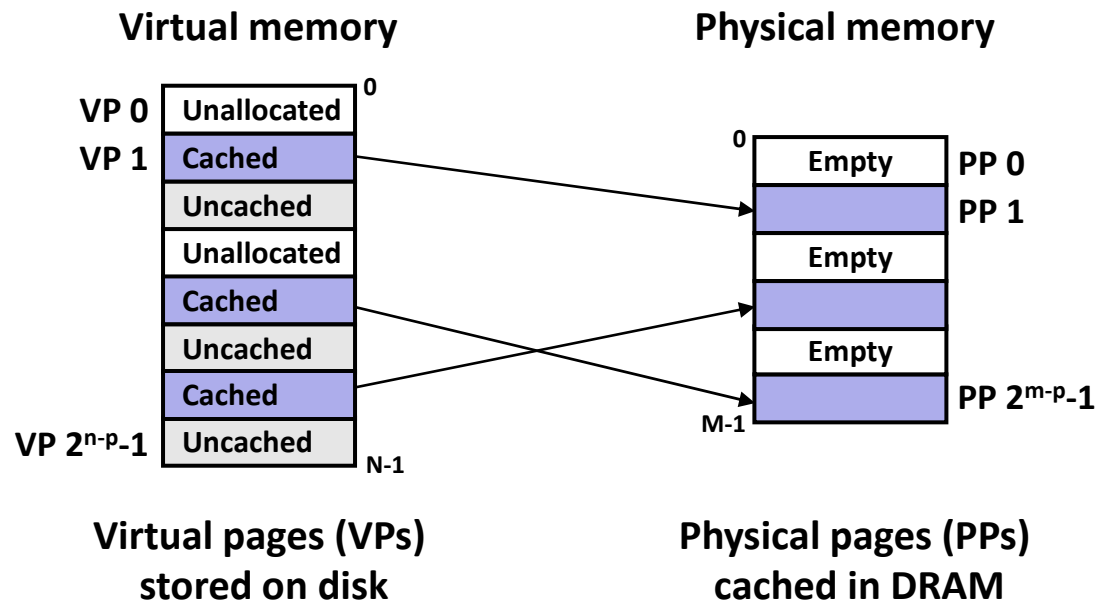 Virtual memory
Physical memory
0
VP 0 Unallocated
VP 1 Cached
Uncached
Unallocated
Cached
Uncached
Cached
VP 2ⁿ⁻ᵖ-1 Uncached
N-1
0
Empty PP 0
PP 1
Empty
Empty
PP 2ᵐ⁻ᵖ-1
M-1
Virtual pages (VPs)
stored on disk
Physical pages (PPs)
cached in DRAM